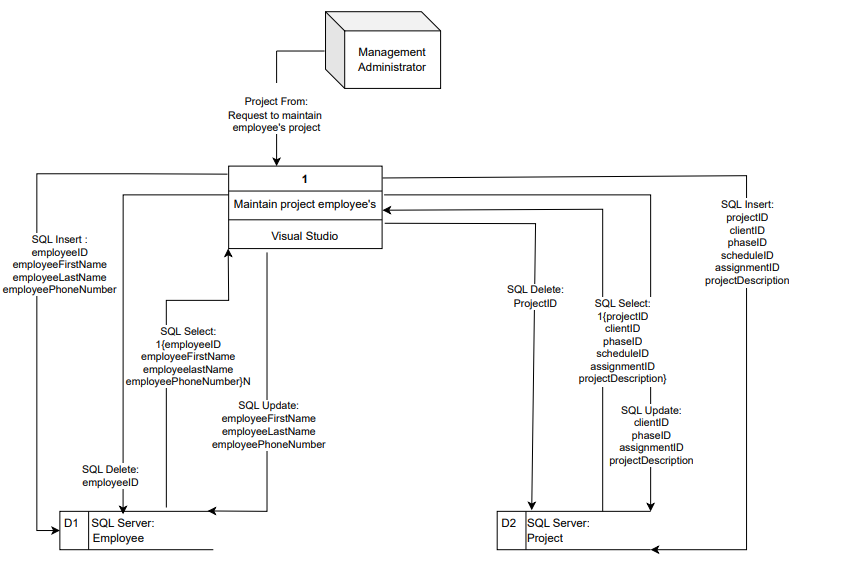 Management
Administrator
Project From:
Request to maintain
employee's project
1
Maintain project employee's
Visual Studio
SQL Insert :
employeeID
employeeFirstName
employeeLastName
employeePhoneNumber
SQL Select:
1{employeeID
employeeFirstName
employeelastName
employeePhoneNumber}N
SQL Update:
employeeFirstName
employeeLastName
employeePhoneNumber
SQL Delete:
employeeID
SQL Delete:
ProjectID
SQL Select:
1{projectID
clientID
phaseID
scheduleID
assignmentID
projectDescription}
SQL Update:
clientID
phaseID
assignmentID
projectDescription
SQL Insert:
projectID
clientID
phaseID
scheduleID
assignmentID
projectDescription
D1
SQL Server:
Employee
D2
SQL Server:
Project